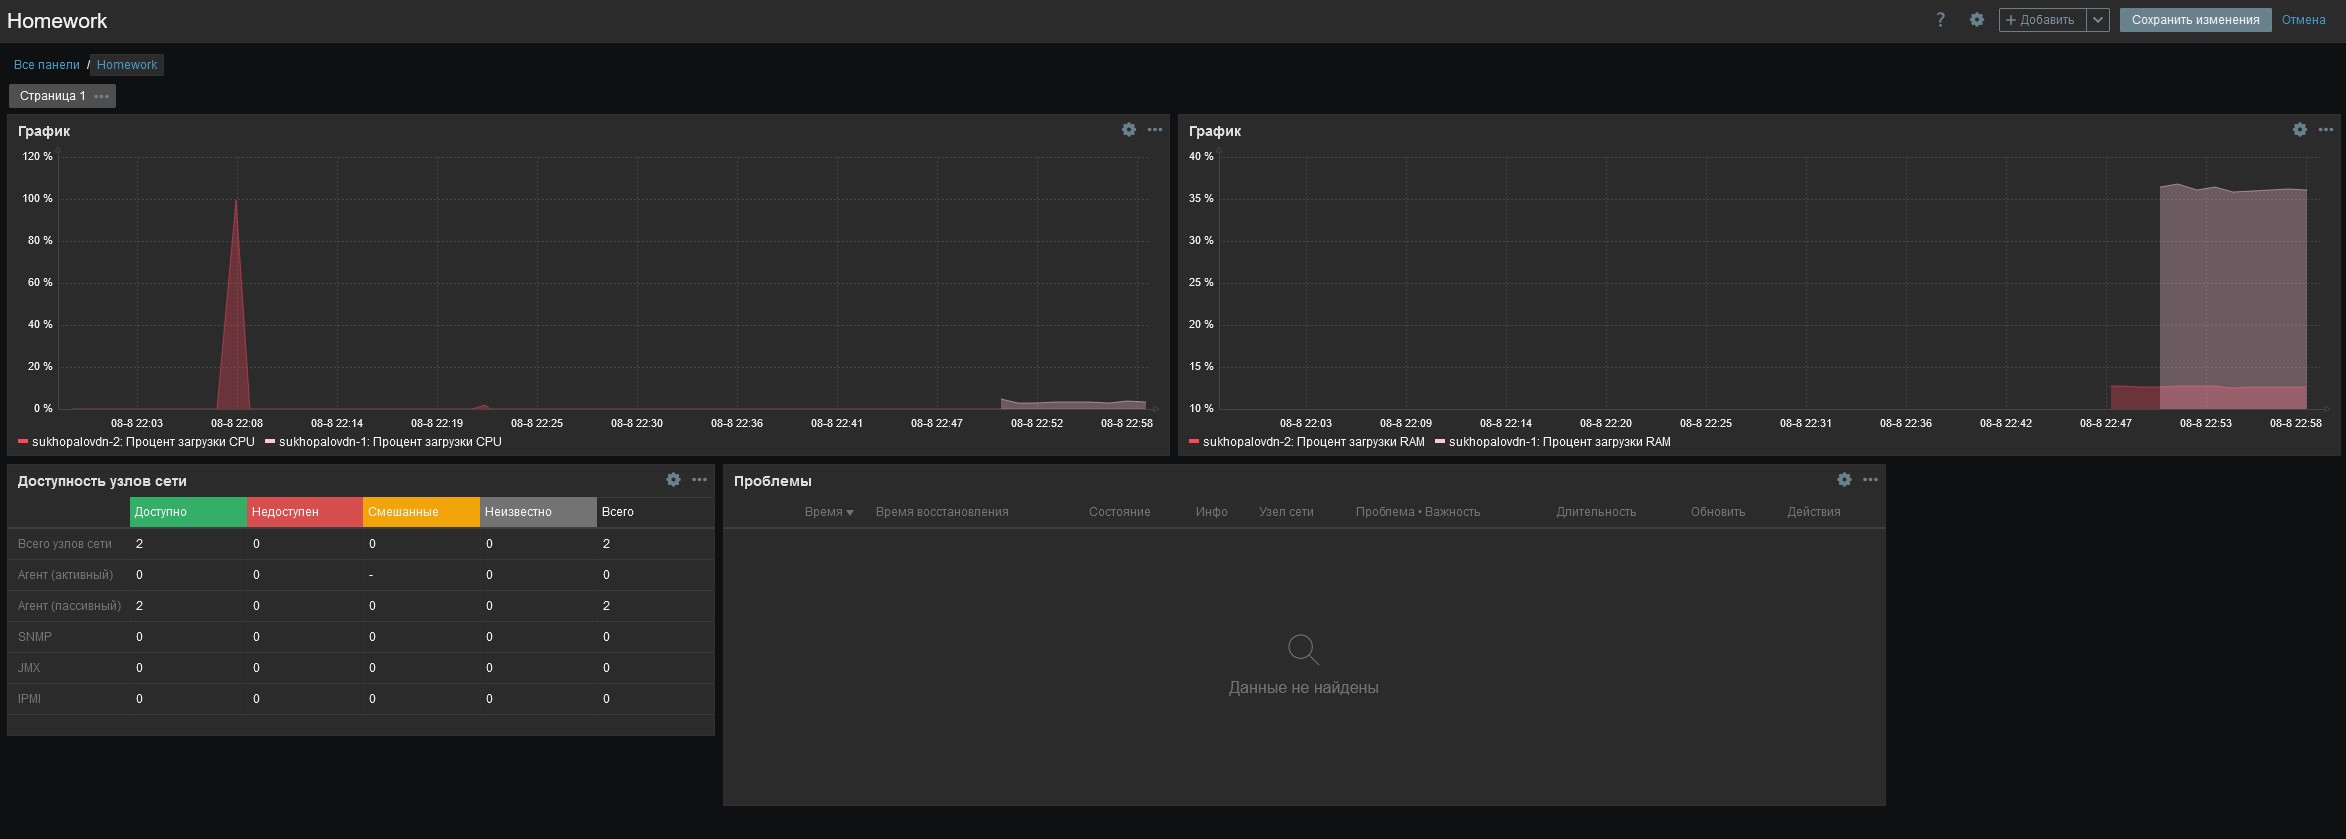 Homework
? + Добавить Сохранить изменения Отмена
Все панели / Homework
Страница 1
График
120 %
100 %
80 %
60 %
40 %
20 %
0 %
08-8 22:03 08-8 22:08 08-8 22:14 08-8 22:19 08-8 22:25 08-8 22:30 08-8 22:36 08-8 22:41 08-8 22:47 08-8 22:52 08-8 22:58
sukhopalovdn-2: Процент загрузки CPU sukhopalovdn-1: Процент загрузки CPU
График
40 %
35 %
30 %
25 %
20 %
15 %
10 %
08-8 22:03 08-8 22:09 08-8 22:14 08-8 22:20 08-8 22:25 08-8 22:31 08-8 22:36 08-8 22:42 08-8 22:47 08-8 22:53 08-8 22:58
sukhopalovdn-2: Процент загрузки RAM sukhopalovdn-1: Процент загрузки RAM
Доступность узлов сети
Доступно Недоступен Смешанные Неизвестно Всего
Всего узлов сети 2 0 0 0 2
Агент (активный) 0 0 - 0 0
Агент (пассивный) 2 0 0 0 2
SNMP 0 0 0 0 0
JMX 0 0 0 0 0
IPMI 0 0 0 0 0
Проблемы
Время Время восстановления Состояние Инфо Узел сети Проблема • Важность Длительность Обновить Действия
Данные не найдены